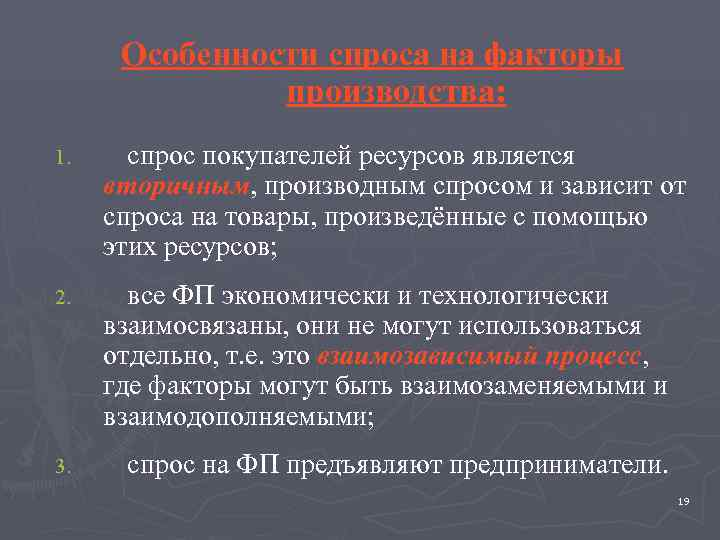 Особенности спроса на факторы
производства:
1. спрос покупателей ресурсов является
вторичным, производным спросом и зависит от
спроса на товары, произведённые с помощью
этих ресурсов;
2. все ФП экономически и технологически
взаимосвязаны, они не могут использоваться
отдельно, т.е. это взаимозависимый процесс,
где факторы могут быть взаимозаменяемыми и
взаимодополняемыми;
3. спрос на ФП предъявляют предприниматели.
19